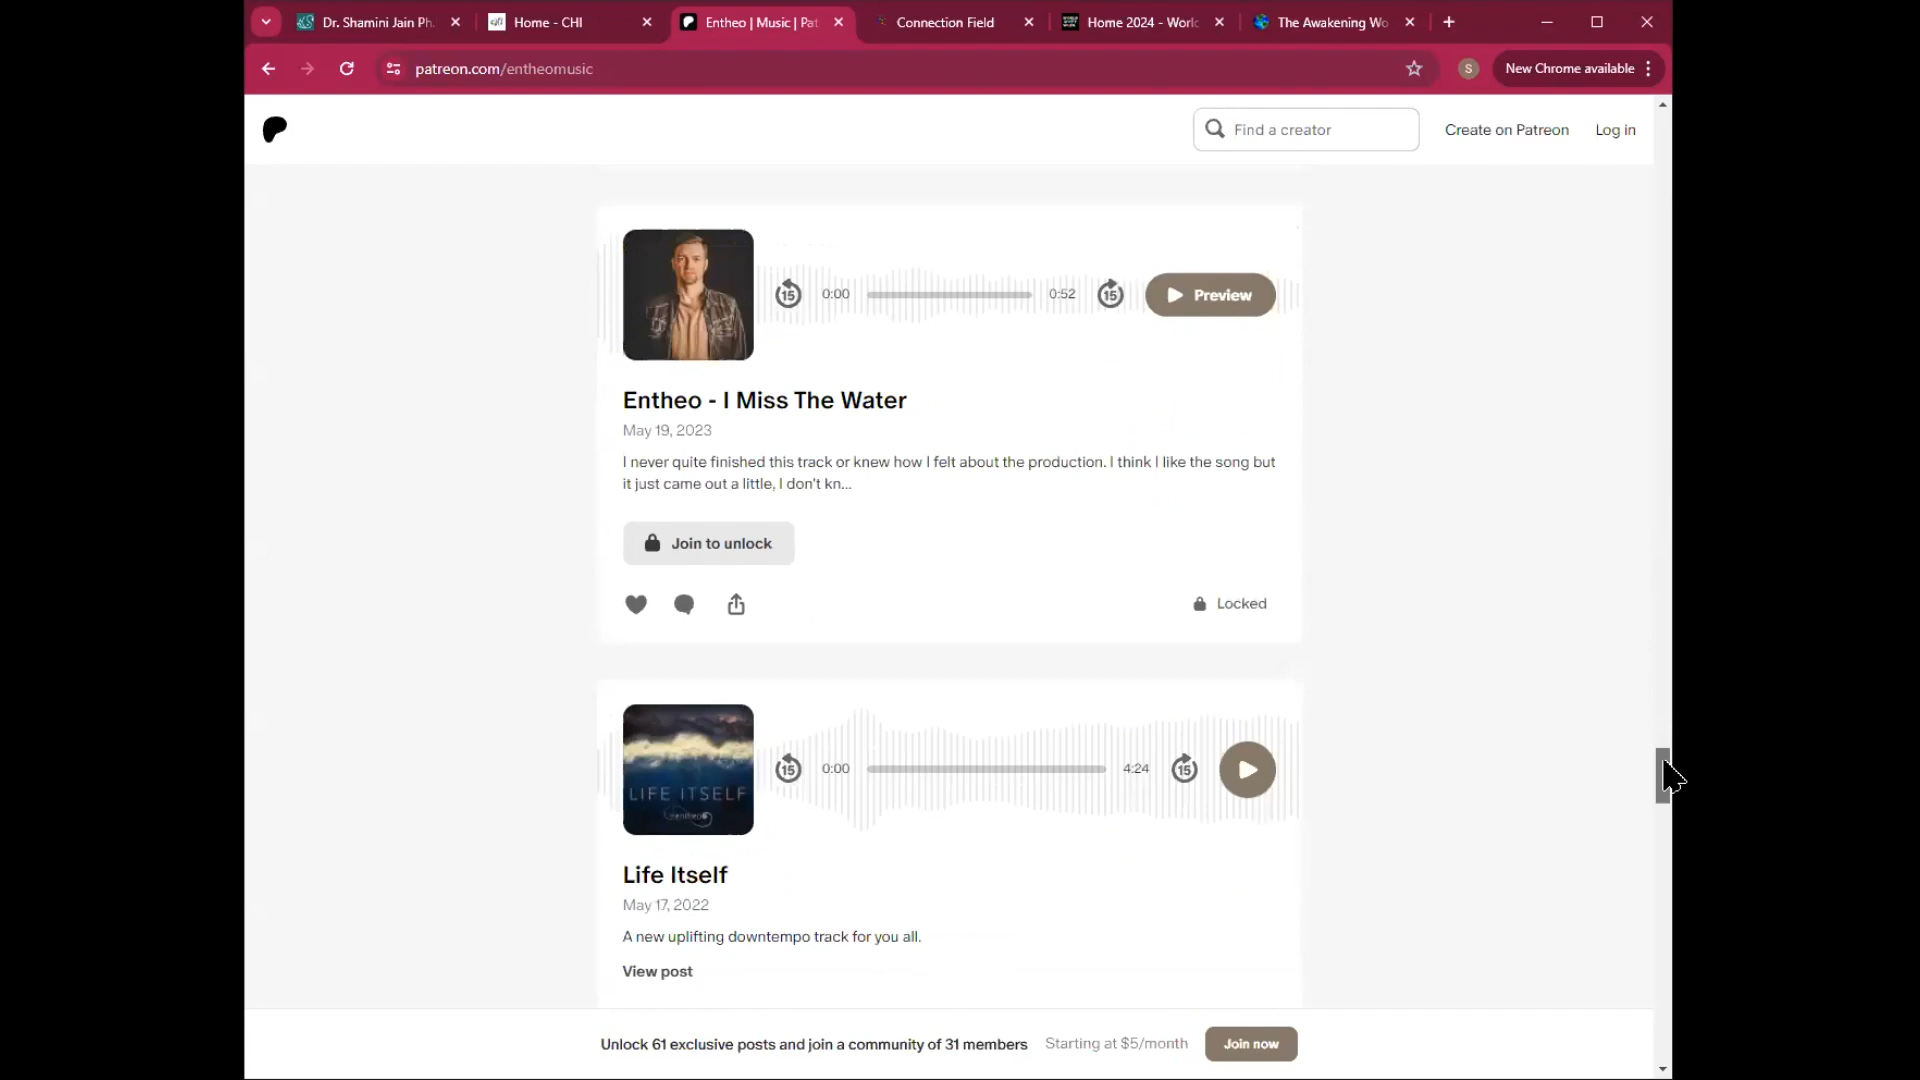 Dr. Shamini Jain Ph.
Home - CHI
Entheo | Music | Pat
Connection Field
Home 2024 - Worl
The Awakening Wo
patreon.com/entheomusic
S
New Chrome available
Find a creator
Create on Patreon
Log in
15
0:00
0:52
15
Preview
Entheo - I Miss The Water
May 19, 2023
I never quite finished this track or knew how I felt about the production. I think I like the song but
it just came out a little, I don't kn...
Join to unlock
Locked
LIFE ITSELF
15
0:00
4:24
15
Life Itself
May 17, 2022
A new uplifting downtempo track for you all.
View post
Unlock 61 exclusive posts and join a community of 31 members
Starting at $5/month
Join now